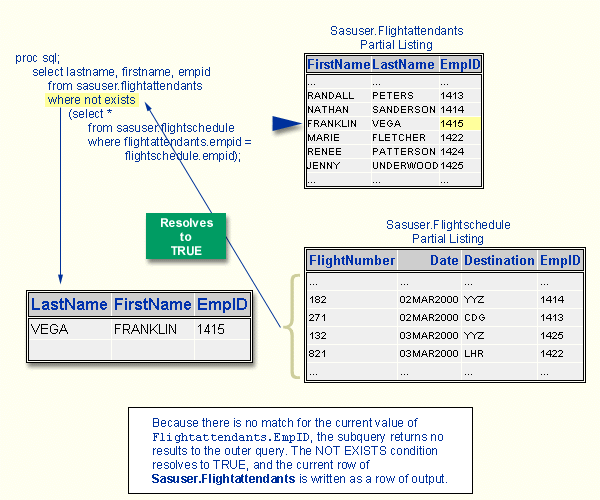 proc sql;
select lastname, firstname, empid
from sasuser.flightattendants
where not exists
(select *
from sasuser.flightschedule
where flightattendants.empid =
flightschedule.empid);
Sasuser.Flightattendants
Partial Listing
FirstName LastName EmpID
... ... ...
RANDALL PETERS 1413
NATHAN SANDERSON 1414
FRANKLIN VEGA 1415
MARIE FLETCHER 1422
RENEE PATTERSON 1424
JENNY UNDERWOOD 1425
... ... ...
Resolves
to
TRUE
Sasuser.Flightschedule
Partial Listing
FlightNumber Date Destination EmpID
... ... ... ...
182 02MAR2000 YYZ 1414
271 02MAR2000 CDG 1413
132 03MAR2000 YYZ 1425
821 03MAR2000 LHR 1422
... ... ... ...
LastName FirstName EmpID
VEGA FRANKLIN 1415
Because there is no match for the current value of
Flightattendants.EmpID, the subquery returns no
results to the outer query. The NOT EXISTS condition
resolves to TRUE, and the current row of
Sasuser.Flightattendants is written as a row of output.